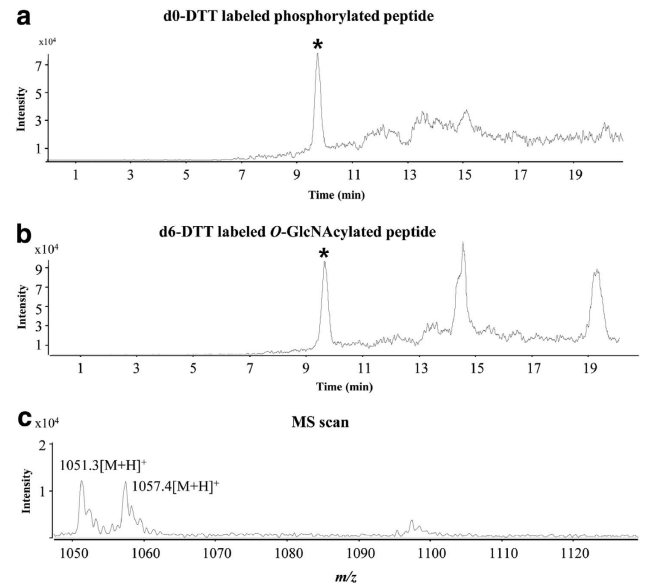 a
d0-DTT labeled phosphorylated peptide
x10⁴
*
7
5
3
1
Intensity
1 3 5 7 9 11 13 15 17 19
Time (min)
b
d6-DTT labeled O-GlcNAcylated peptide
x10⁴
*
9
7
5
3
1
Intensity
1 3 5 7 9 11 13 15 17 19
Time (min)
c
x10⁴
MS scan
2
1
Intensity
1051.3[M+H]⁺
1057.4[M+H]⁺
1050 1060 1070 1080 1090 1100 1110 1120
m/z